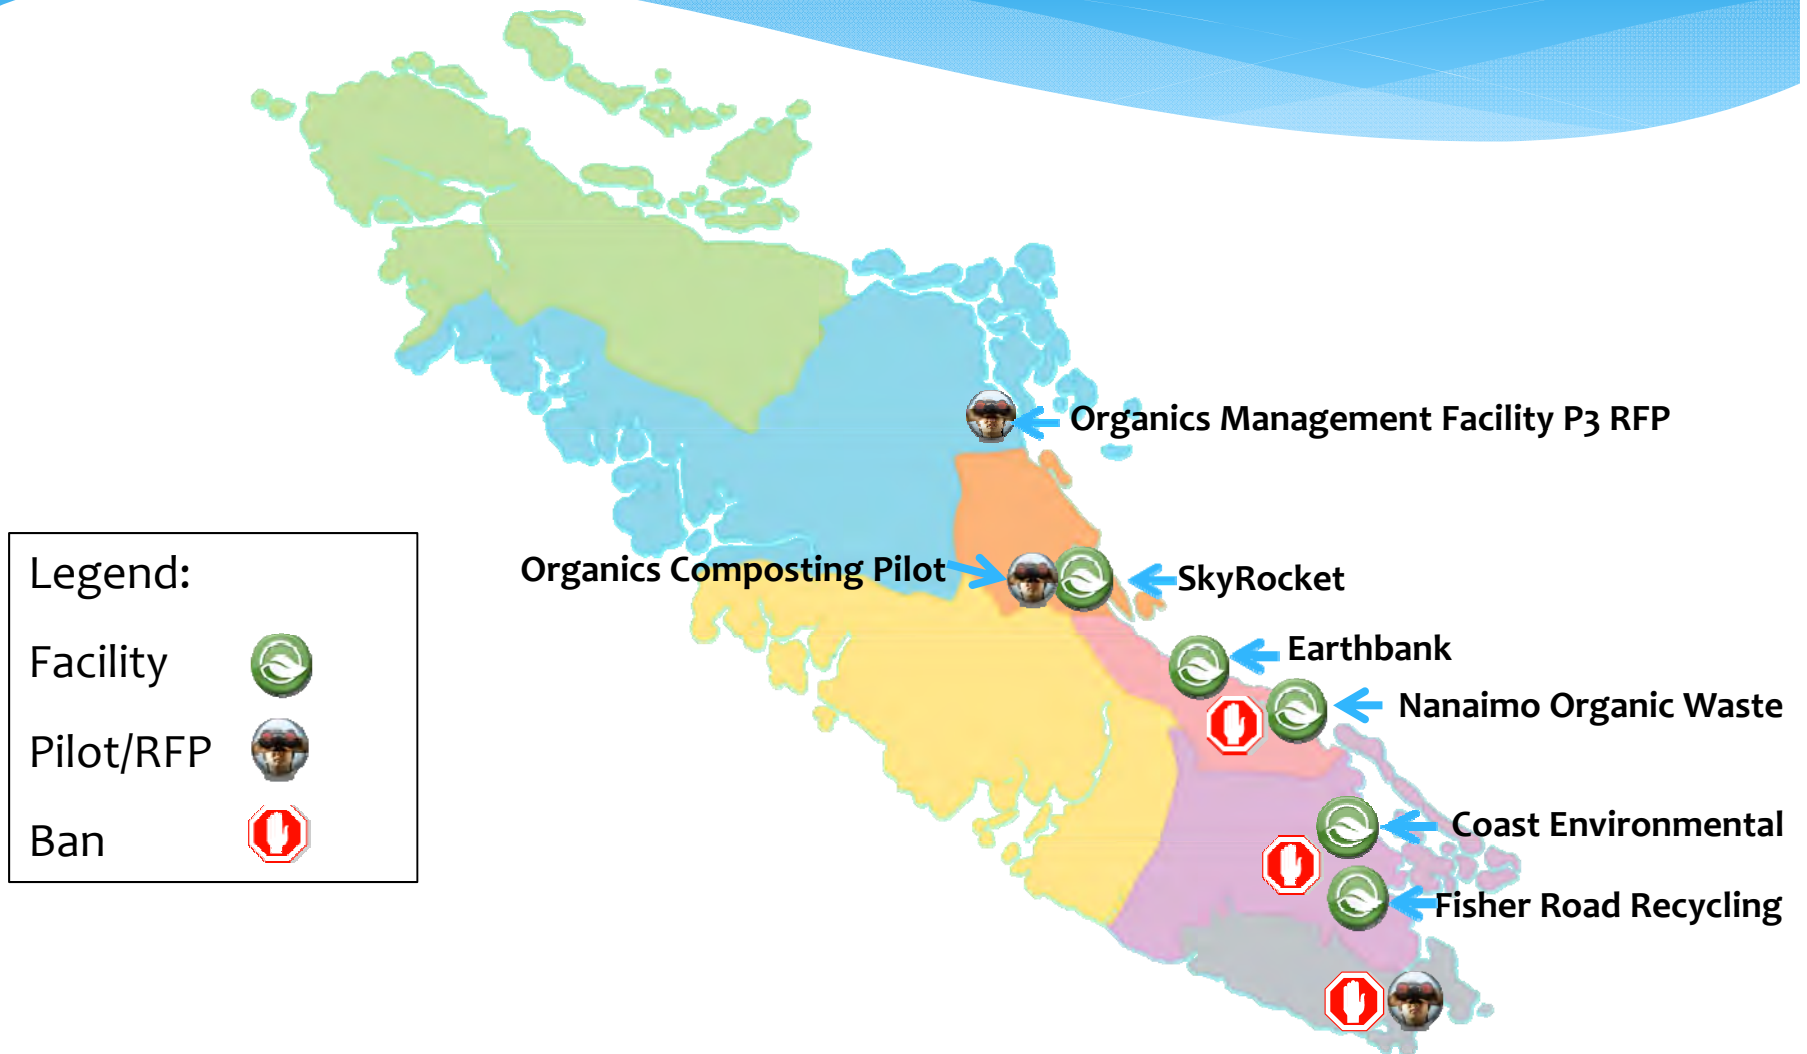 Organics Management Facility P3 RFP
Organics Composting Pilot
SkyRocket
Earthbank
Nanaimo Organic Waste
Coast Environmental
Fisher Road Recycling
Legend:
Facility
Pilot/RFP
Ban